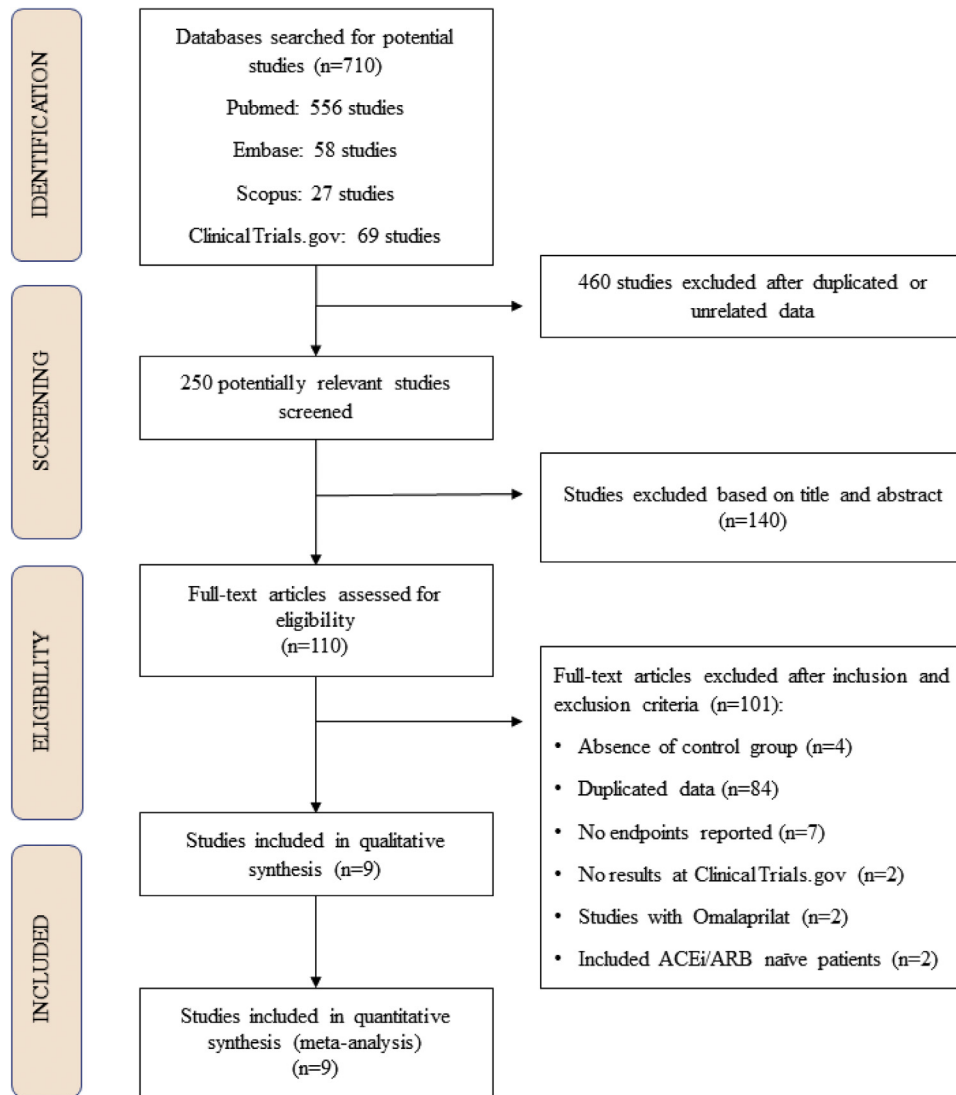 IDENTIFICATION
Databases searched for potential
studies (n=710)
Pubmed: 556 studies
Embase: 58 studies
Scopus: 27 studies
ClinicalTrials.gov: 69 studies
460 studies excluded after duplicated or
unrelated data
SCREENING
250 potentially relevant studies
screened
Studies excluded based on title and abstract
(n=140)
ELIGIBILITY
Full-text articles assessed for
eligibility
(n=110)
Full-text articles excluded after inclusion and
exclusion criteria (n=101):
• Absence of control group (n=4)
• Duplicated data (n=84)
• No endpoints reported (n=7)
• No results at ClinicalTrials.gov (n=2)
• Studies with Omalaprilat (n=2)
• Included ACEi/ARB naïve patients (n=2)
Studies included in qualitative
synthesis (n=9)
INCLUDED
Studies included in quantitative
synthesis (meta-analysis)
(n=9)